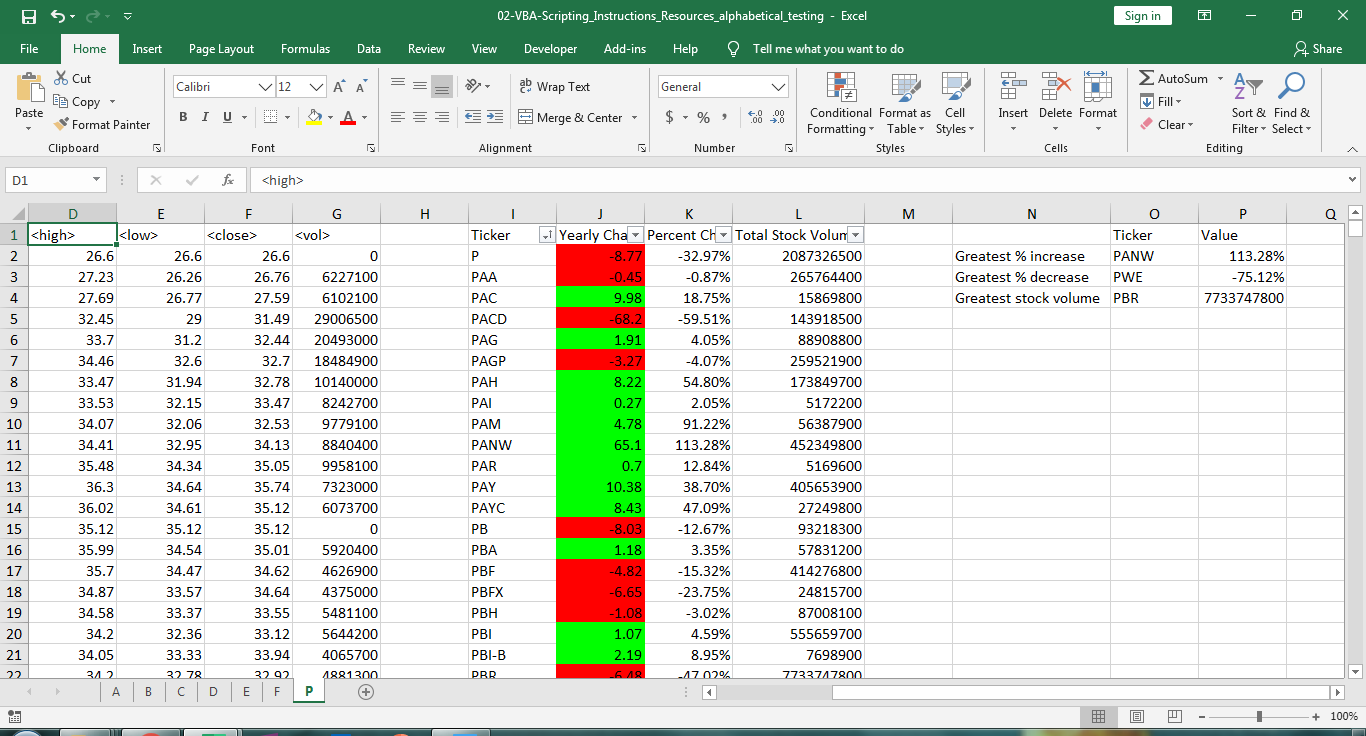 02-VBA-Scripting_Instructions_Resources_alphabetical_testing - Excel
Sign in
File Home Insert Page Layout Formulas Data Review View Developer Add-ins Help Tell me what you want to do Share
Paste
Cut
Copy
Format Painter
Clipboard
Calibri 12
B I U A
Font
Wrap Text
Merge & Center
Alignment
General
$ % ,
Number
Conditional Formatting
Format as Table
Cell Styles
Styles
Insert Delete Format
Cells
AutoSum
Fill
Clear
Sort & Filter
Find & Select
Editing
D1 fx <high>
D E F G H I J K L M N O P Q
1 <high> <low> <close> <vol> Ticker Yearly Cha Percent Ch Total Stock Volum Ticker Value
2 26.6 26.6 26.6 0 P -8.77 -32.97% 2087326500 Greatest % increase PANW 113.28%
3 27.23 26.26 26.76 6227100 PAA -0.45 -0.87% 265764400 Greatest % decrease PWE -75.12%
4 27.69 26.77 27.59 6102100 PAC 9.98 18.75% 15869800 Greatest stock volume PBR 7733747800
5 32.45 29 31.49 29006500 PACD -68.2 -59.51% 143918500
6 33.7 31.2 32.44 20493000 PAG 1.91 4.05% 88908800
7 34.46 32.6 32.7 18484900 PAGP -3.27 -4.07% 259521900
8 33.47 31.94 32.78 10140000 PAH 8.22 54.80% 173849700
9 33.53 32.15 33.47 8242700 PAI 0.27 2.05% 5172200
10 34.07 32.06 32.53 9779100 PAM 4.78 91.22% 56387900
11 34.41 32.95 34.13 8840400 PANW 65.1 113.28% 452349800
12 35.48 34.34 35.05 9958100 PAR 0.7 12.84% 5169600
13 36.3 34.64 35.74 7323000 PAY 10.38 38.70% 405653900
14 36.02 34.61 35.12 6073700 PAYC 8.43 47.09% 27249800
15 35.12 35.12 35.12 0 PB -8.03 -12.67% 93218300
16 35.99 34.54 35.01 5920400 PBA 1.18 3.35% 57831200
17 35.7 34.47 34.62 4626900 PBF -4.82 -15.32% 414276800
18 34.87 33.57 34.64 4375000 PBFX -6.65 -23.75% 24815700
19 34.58 33.37 33.55 5481100 PBH -1.08 -3.02% 87008100
20 34.2 32.36 33.12 5644200 PBI 1.07 4.59% 555659700
21 34.05 33.33 33.94 4065700 PBI-B 2.19 8.95% 7698900
22 34.2 32.78 32.92 4881300 PBR -6.48 -47.02% 7733747800
A B C D E F P
100%